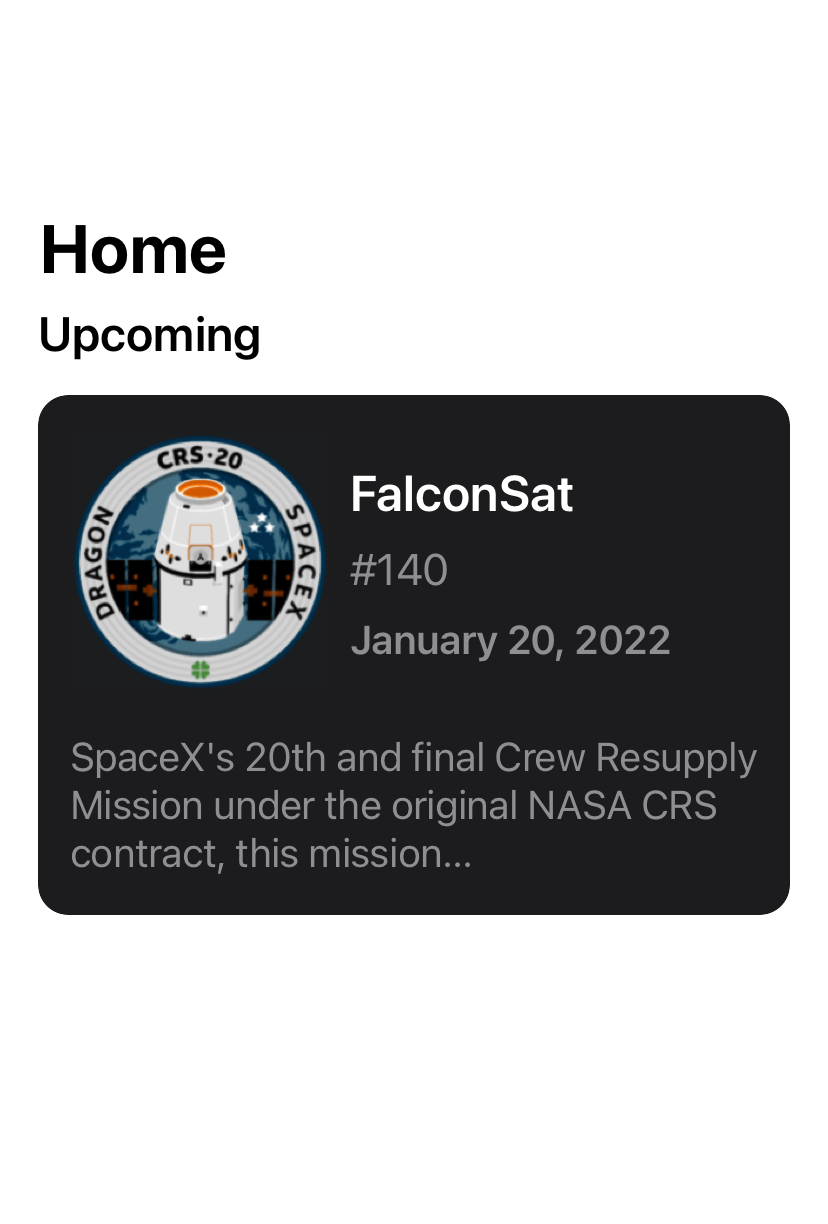 Home
Upcoming
CRS·20
DRAGON
SPACEX
FalconSat
#140
January 20, 2022
SpaceX's 20th and final Crew Resupply
Mission under the original NASA CRS
contract, this mission...